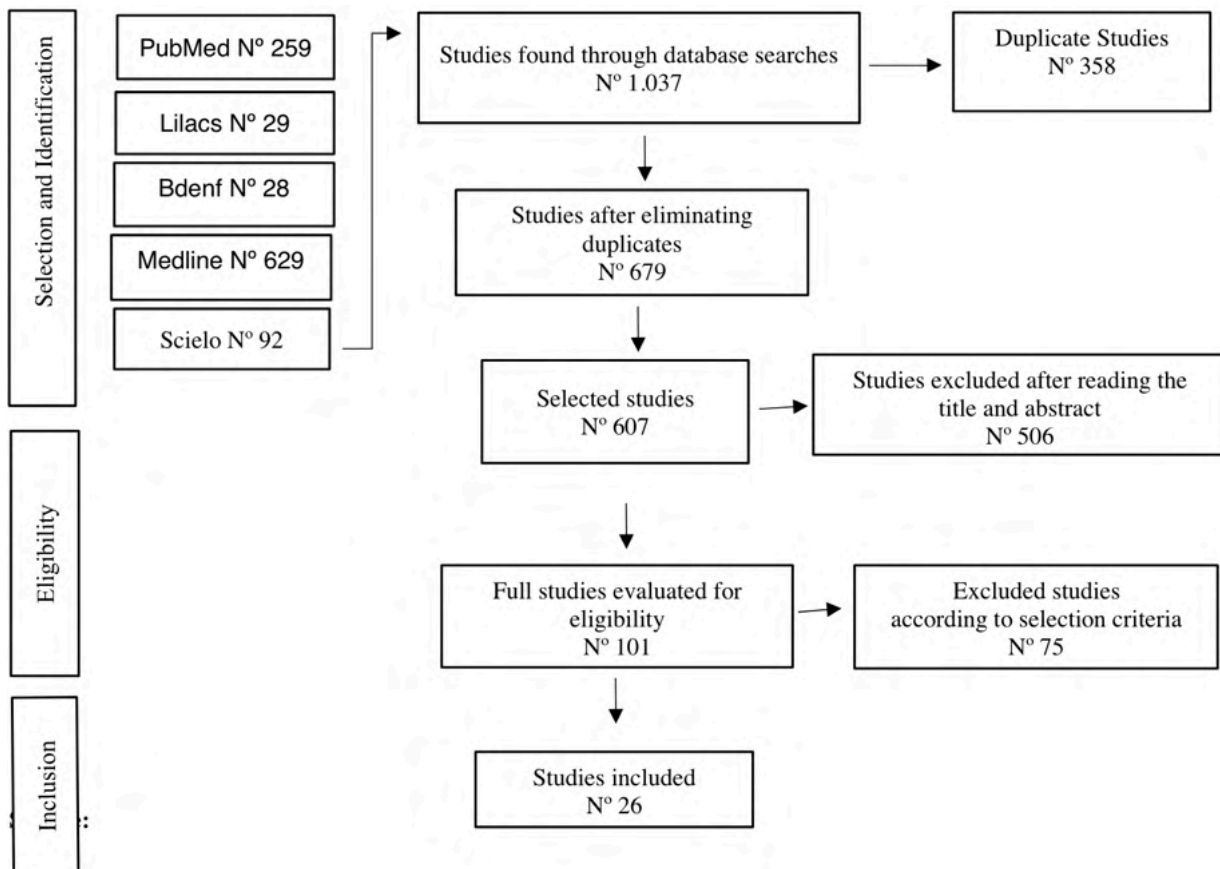 Selection and Identification
PubMed Nº 259
Lilacs Nº 29
Bdenf Nº 28
Medline Nº 629
Scielo Nº 92
Studies found through database searches
Nº 1.037
Duplicate Studies
Nº 358
Studies after eliminating
duplicates
Nº 679
Selected studies
Nº 607
Studies excluded after reading the
title and abstract
Nº 506
Eligibility
Full studies evaluated for
eligibility
Nº 101
Excluded studies
according to selection criteria
Nº 75
Inclusion
Studies included
Nº 26